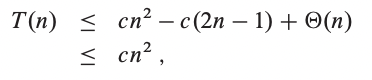 T(n) ≤ cn² − c(2n − 1) + Θ(n)
≤ cn² ,